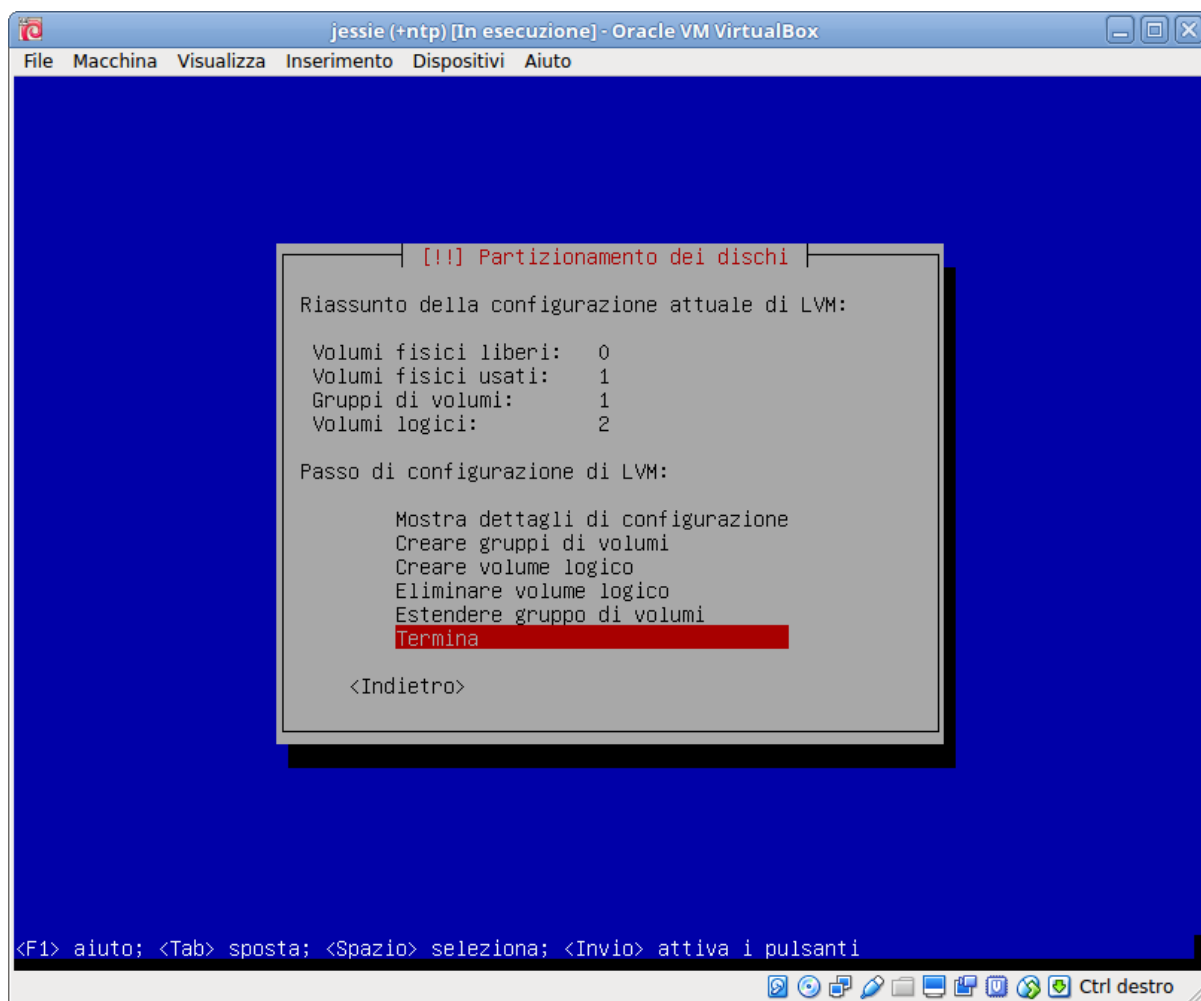 jessie (+ntp) [In esecuzione] - Oracle VM VirtualBox
File Macchina Visualizza Inserimento Dispositivi Aiuto
[!!] Partizionamento dei dischi
Riassunto della configurazione attuale di LVM:
Volumi fisici liberi: 0
Volumi fisici usati: 1
Gruppi di volumi: 1
Volumi logici: 2
Passo di configurazione di LVM:
Mostra dettagli di configurazione
Creare gruppi di volumi
Creare volume logico
Eliminare volume logico
Estendere gruppo di volumi
Termina
<Indietro>
<F1> aiuto; <Tab> sposta; <Spazio> seleziona; <Invio> attiva i pulsanti
Ctrl destro